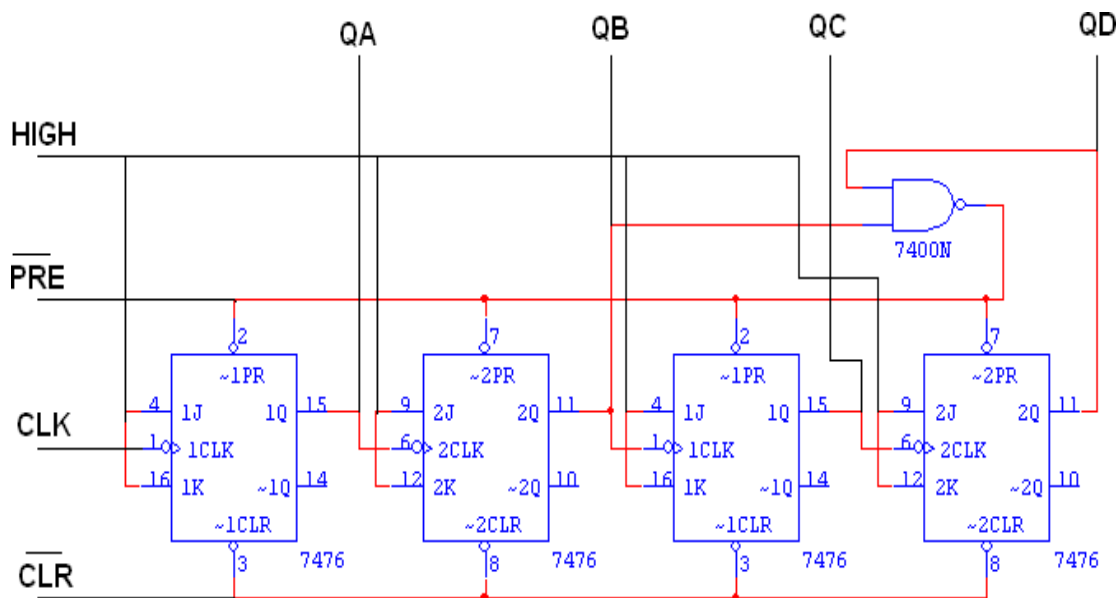 QA QB QC QD
HIGH
7400N
PRE
2 7 2 7
~1PR ~2PR ~1PR ~2PR
4 1J 1Q 15 9 2J 2Q 11 4 1J 1Q 15 9 2J 2Q 11
CLK 1 1CLK 6 2CLK 1 1CLK 6 2CLK
16 1K ~1Q 14 12 2K ~2Q 10 16 1K ~1Q 14 12 2K ~2Q 10
~1CLR ~2CLR ~1CLR ~2CLR
3 7476 8 7476 3 7476 8 7476
CLR